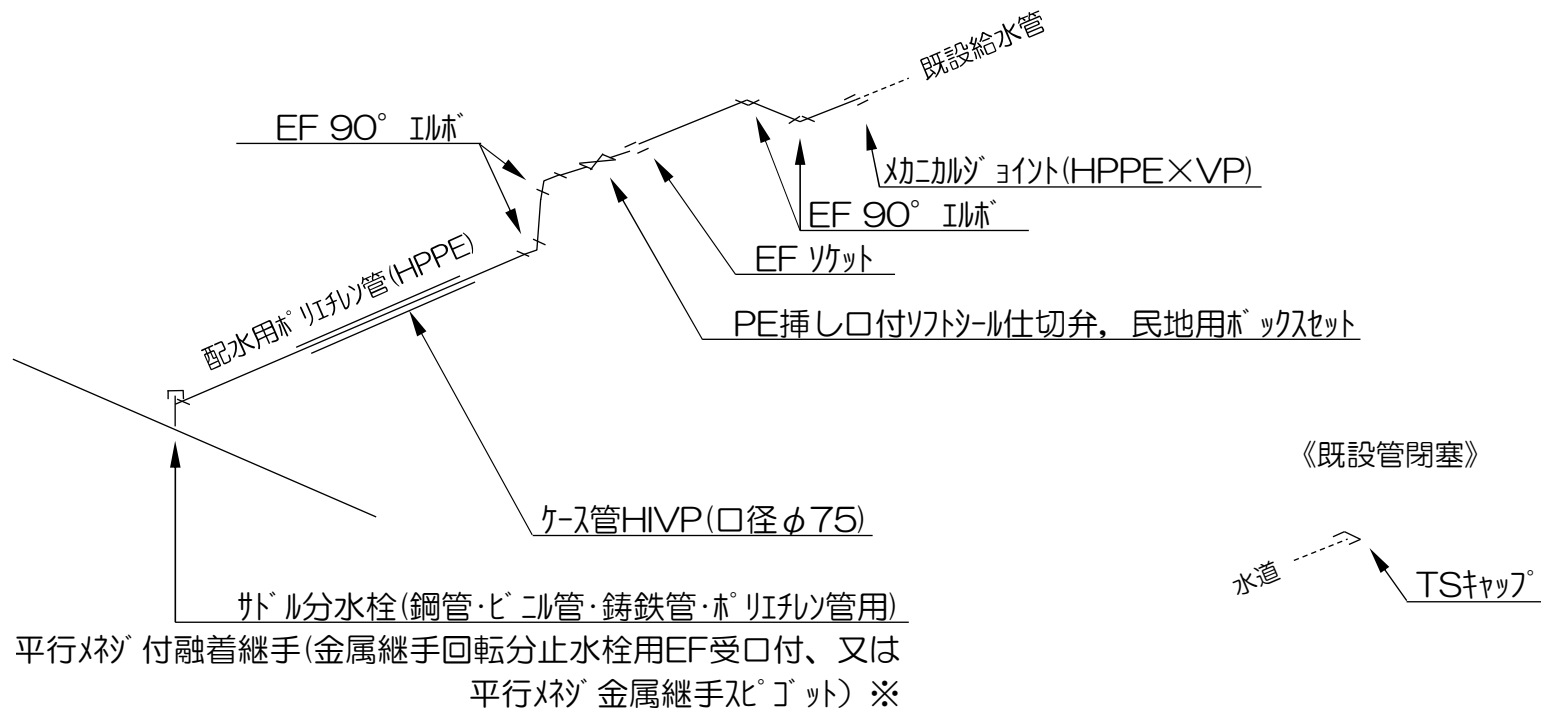 既設給水管
EF 90° ｴﾙﾎﾞ
ﾒｶﾆｶﾙｼﾞｮｲﾝﾄ(HPPE×VP)
EF 90° ｴﾙﾎﾞ
EF ｿｹｯﾄ
配水用ﾎﾟﾘｴﾁﾚﾝ管(HPPE)
PE挿し口付ｿﾌﾄｼｰﾙ仕切弁，民地用ﾎﾞｯｸｽｾｯﾄ
《既設管閉塞》
ｹｰｽ管HIVP(口径φ75)
水道
TSｷｬｯﾌﾟ
ｻﾄﾞﾙ分水栓(鋼管･ﾋﾞﾆﾙ管･鋳鉄管･ﾎﾟﾘｴﾁﾚﾝ管用)
平行ﾒﾈｼﾞ付融着継手(金属継手回転分止水栓用EF受口付、又は
平行ﾒﾈｼﾞ金属継手ｽﾋﾟｺﾞｯﾄ) ※